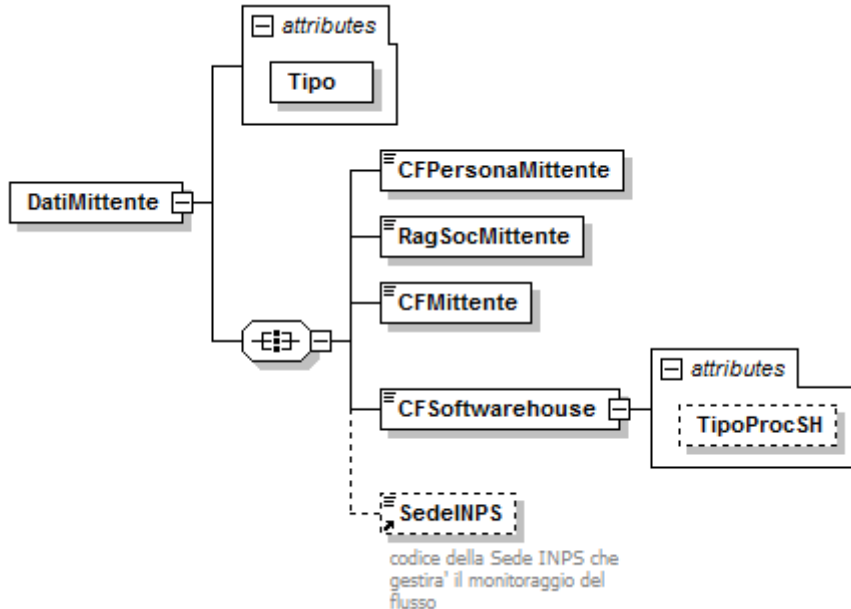 attributes
Tipo
DatiMittente
CFPersonaMittente
RagSocMittente
CFMittente
CFSoftwarehouse
attributes
TipoProcSH
SedeINPS
codice della Sede INPS che
gestira' il monitoraggio del
flusso